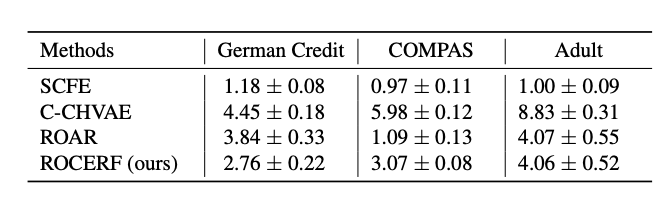 Methods German Credit COMPAS Adult
SCFE 1.18 ± 0.08 0.97 ± 0.11 1.00 ± 0.09
C-CHVAE 4.45 ± 0.18 5.98 ± 0.12 8.83 ± 0.31
ROAR 3.84 ± 0.33 1.09 ± 0.13 4.07 ± 0.55
ROCERF (ours) 2.76 ± 0.22 3.07 ± 0.08 4.06 ± 0.52